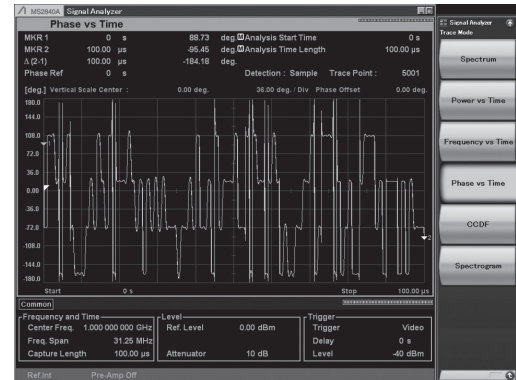 MS2840A Signal Analyzer
Phase vs Time
MKR 1 0 s 88.73 deg. Analysis Start Time 0 s
MKR 2 100.00 µs -95.45 deg. Analysis Time Length 100.00 µs
Δ (2-1) 100.00 µs -184.18 deg.
Phase Ref 0 s Detection : Sample Trace Point : 5001
[deg.] Vertical Scale Center : 0.00 deg. 36.00 deg. / Div Phase Offset 0.00 deg.
180.0
144.0
108.0
72.0
36.0
0.00
-36.0
-72.0
-108.0
-144.0
-180.0
1
2
Start 0 s Stop 100.00 µs
Common
Frequency and Time
Center Freq. 1.000 000 000 GHz
Freq. Span 31.25 MHz
Capture Length 100.00 µs
Level
Ref. Level 0.00 dBm
Attenuator 10 dB
Trigger
Trigger Video
Delay 0 s
Level -40 dBm
Ref.Int Pre-Amp Off
Signal Analyzer
Trace Mode
Spectrum
Power vs Time
Frequency vs Time
Phase vs Time
CCDF
Spectrogram